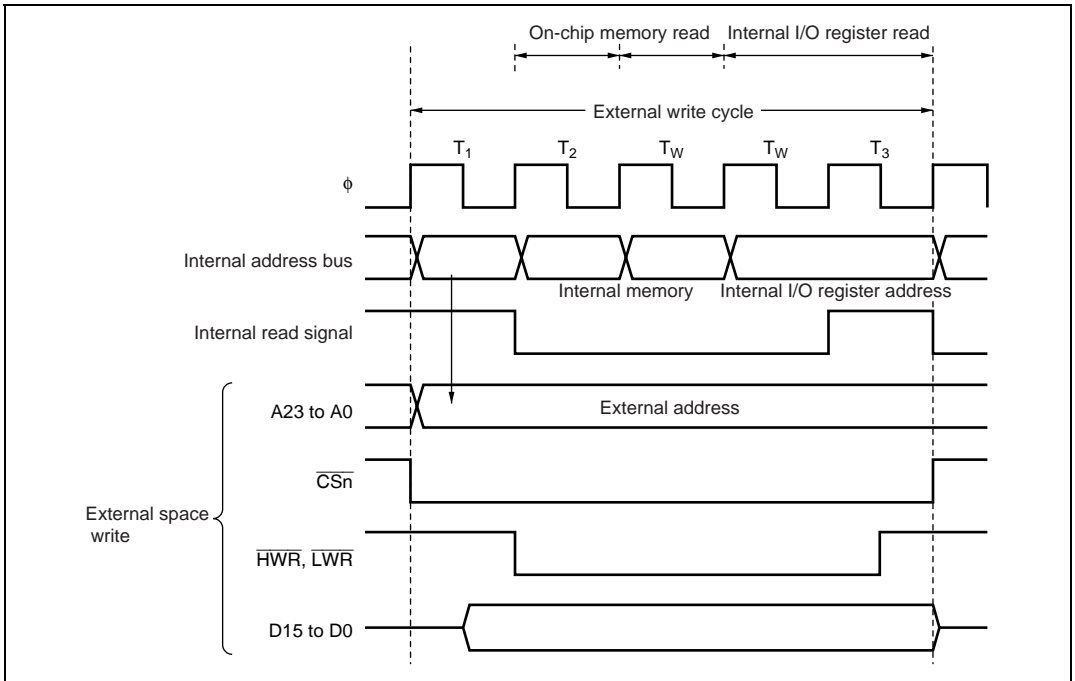 On-chip memory read Internal I/O register read
External write cycle
T1 T2 TW TW T3
ϕ
Internal address bus
Internal memory Internal I/O register address
Internal read signal
A23 to A0 External address
CSn
External space
write
HWR, LWR
D15 to D0